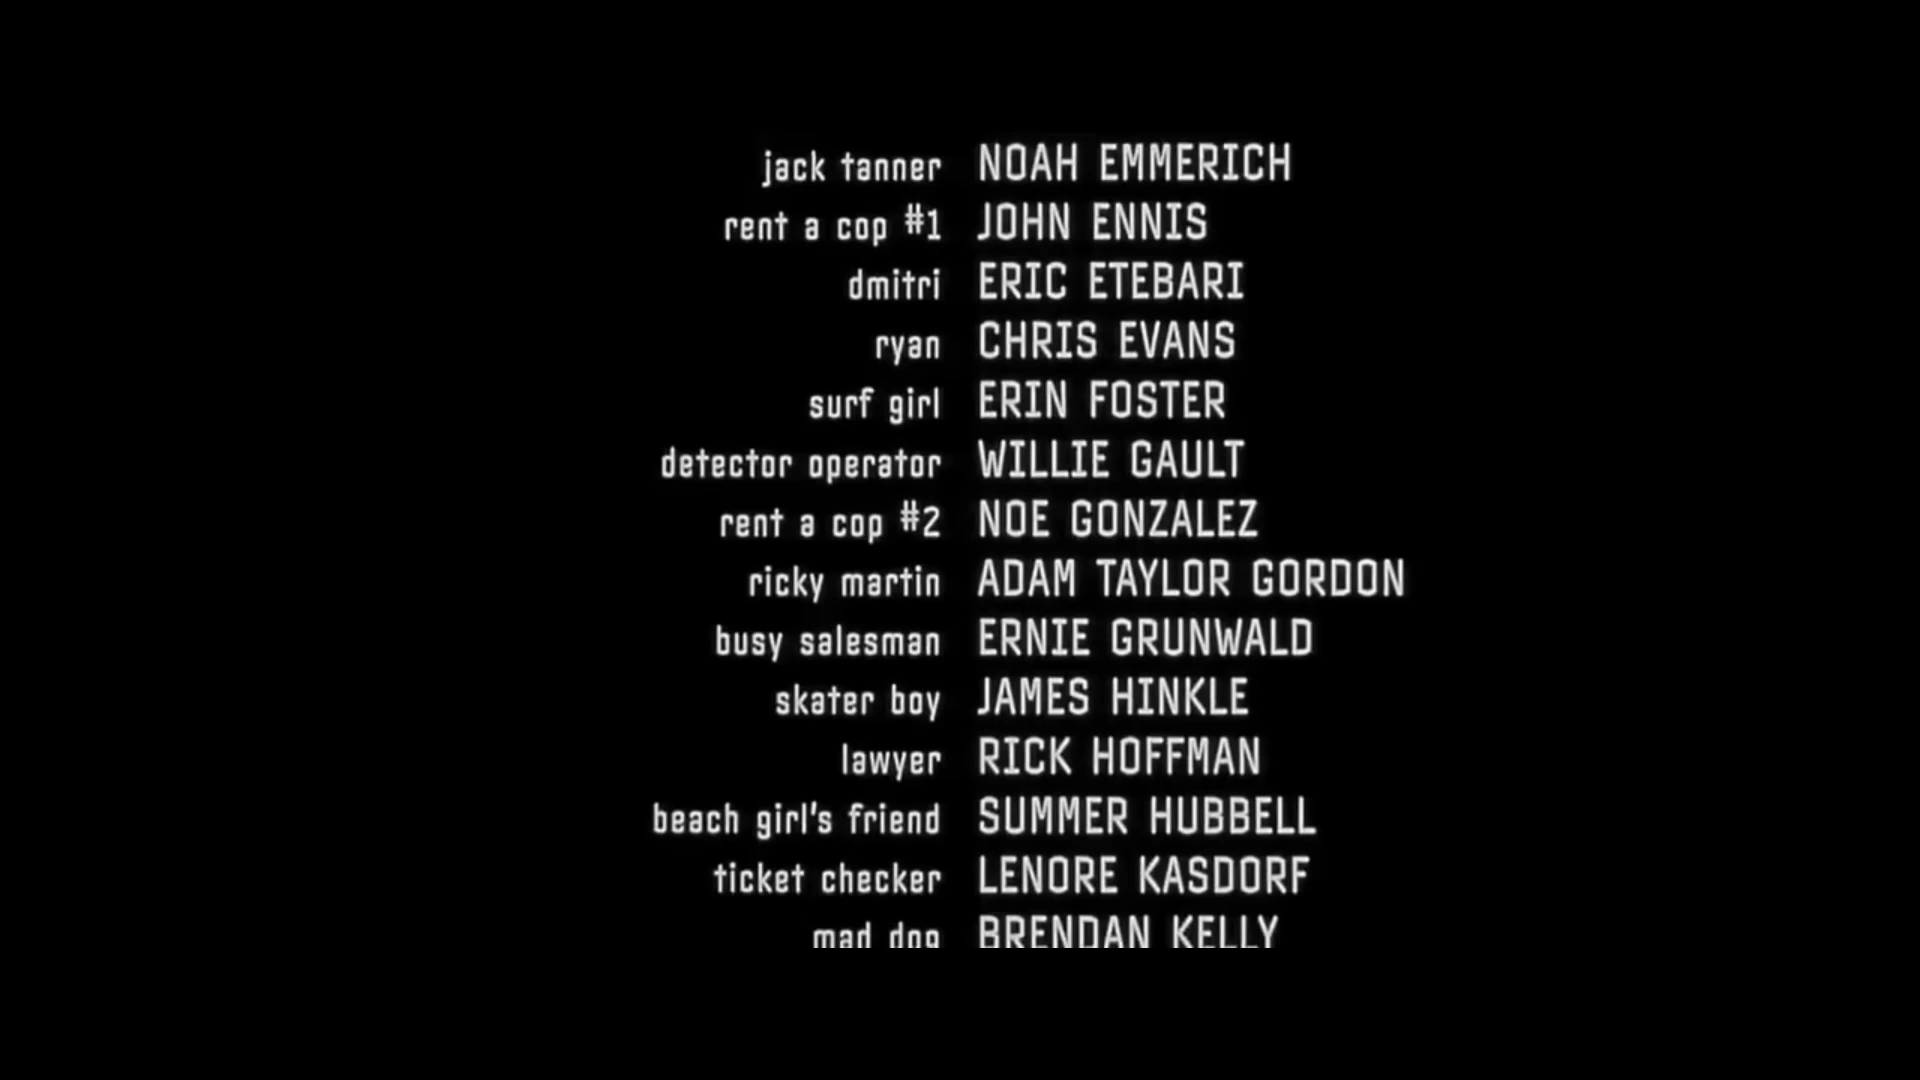 jack tanner NOAH EMMERICH
rent a cop #1 JOHN ENNIS
dmitri ERIC ETEBARI
ryan CHRIS EVANS
surf girl ERIN FOSTER
detector operator WILLIE GAULT
rent a cop #2 NOE GONZALEZ
ricky martin ADAM TAYLOR GORDON
busy salesman ERNIE GRUNWALD
skater boy JAMES HINKLE
lawyer RICK HOFFMAN
beach girl's friend SUMMER HUBBELL
ticket checker LENORE KASDORF
mad dog BRENDAN KELLY